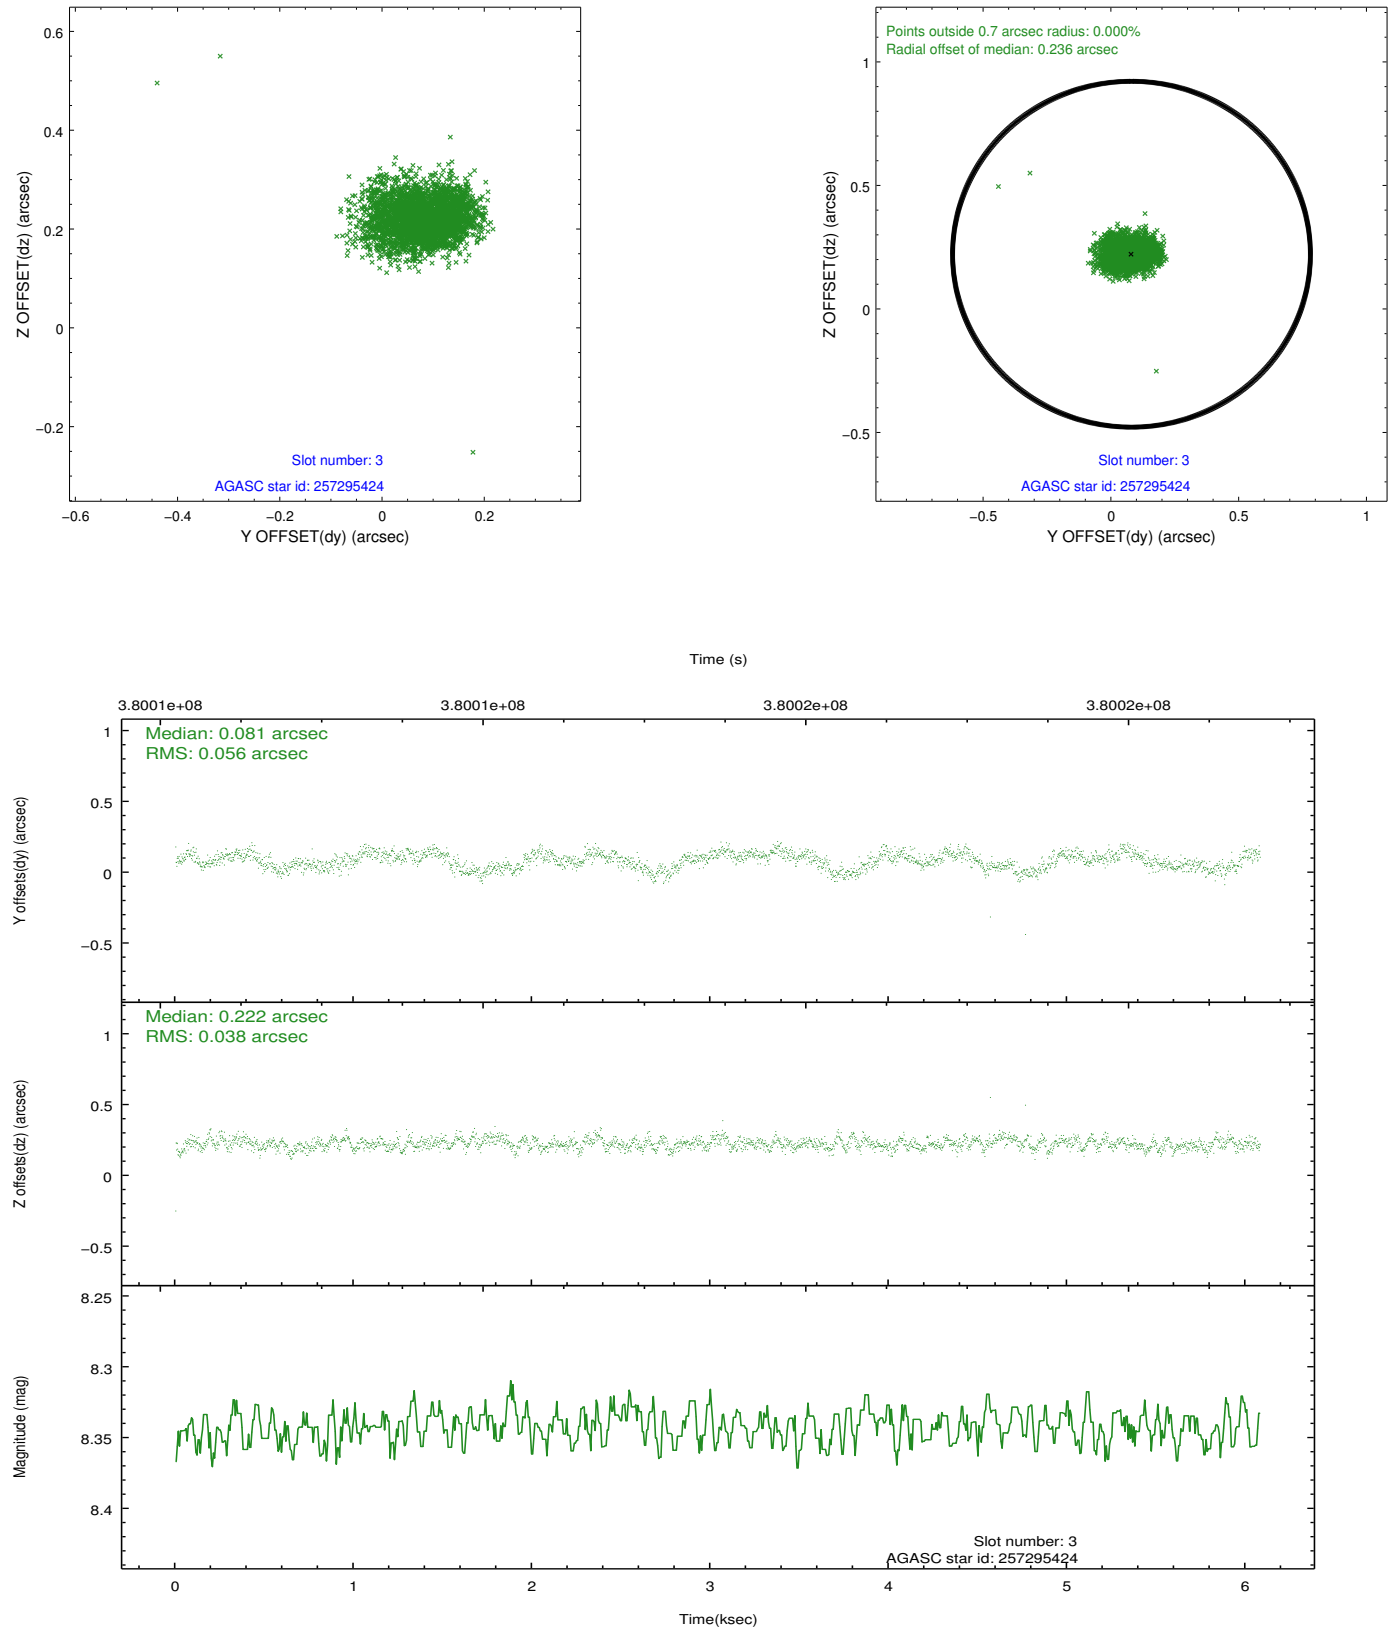 0.6
0.4
0.2
0
−0.2
Z OFFSET(dz) (arcsec)
Slot number: 3
AGASC star id: 257295424
−0.6
−0.4
−0.2
0
0.2
Y OFFSET(dy) (arcsec)
Points outside 0.7 arcsec radius: 0.000%
Radial offset of median: 0.236 arcsec
1
0.5
0
−0.5
Z OFFSET(dz) (arcsec)
Slot number: 3
AGASC star id: 257295424
−0.5
0
0.5
1
Y OFFSET(dy) (arcsec)
Time (s)
3.8001e+08
3.8001e+08
3.8002e+08
3.8002e+08
Median: 0.081 arcsec
RMS: 0.056 arcsec
1
0.5
0
−0.5
Y offsets(dy) (arcsec)
Median: 0.222 arcsec
RMS: 0.038 arcsec
1
0.5
0
−0.5
Z offsets(dz) (arcsec)
8.25
8.3
8.35
8.4
Magnitude (mag)
Slot number: 3
AGASC star id: 257295424
0
1
2
3
4
5
6
Time(ksec)